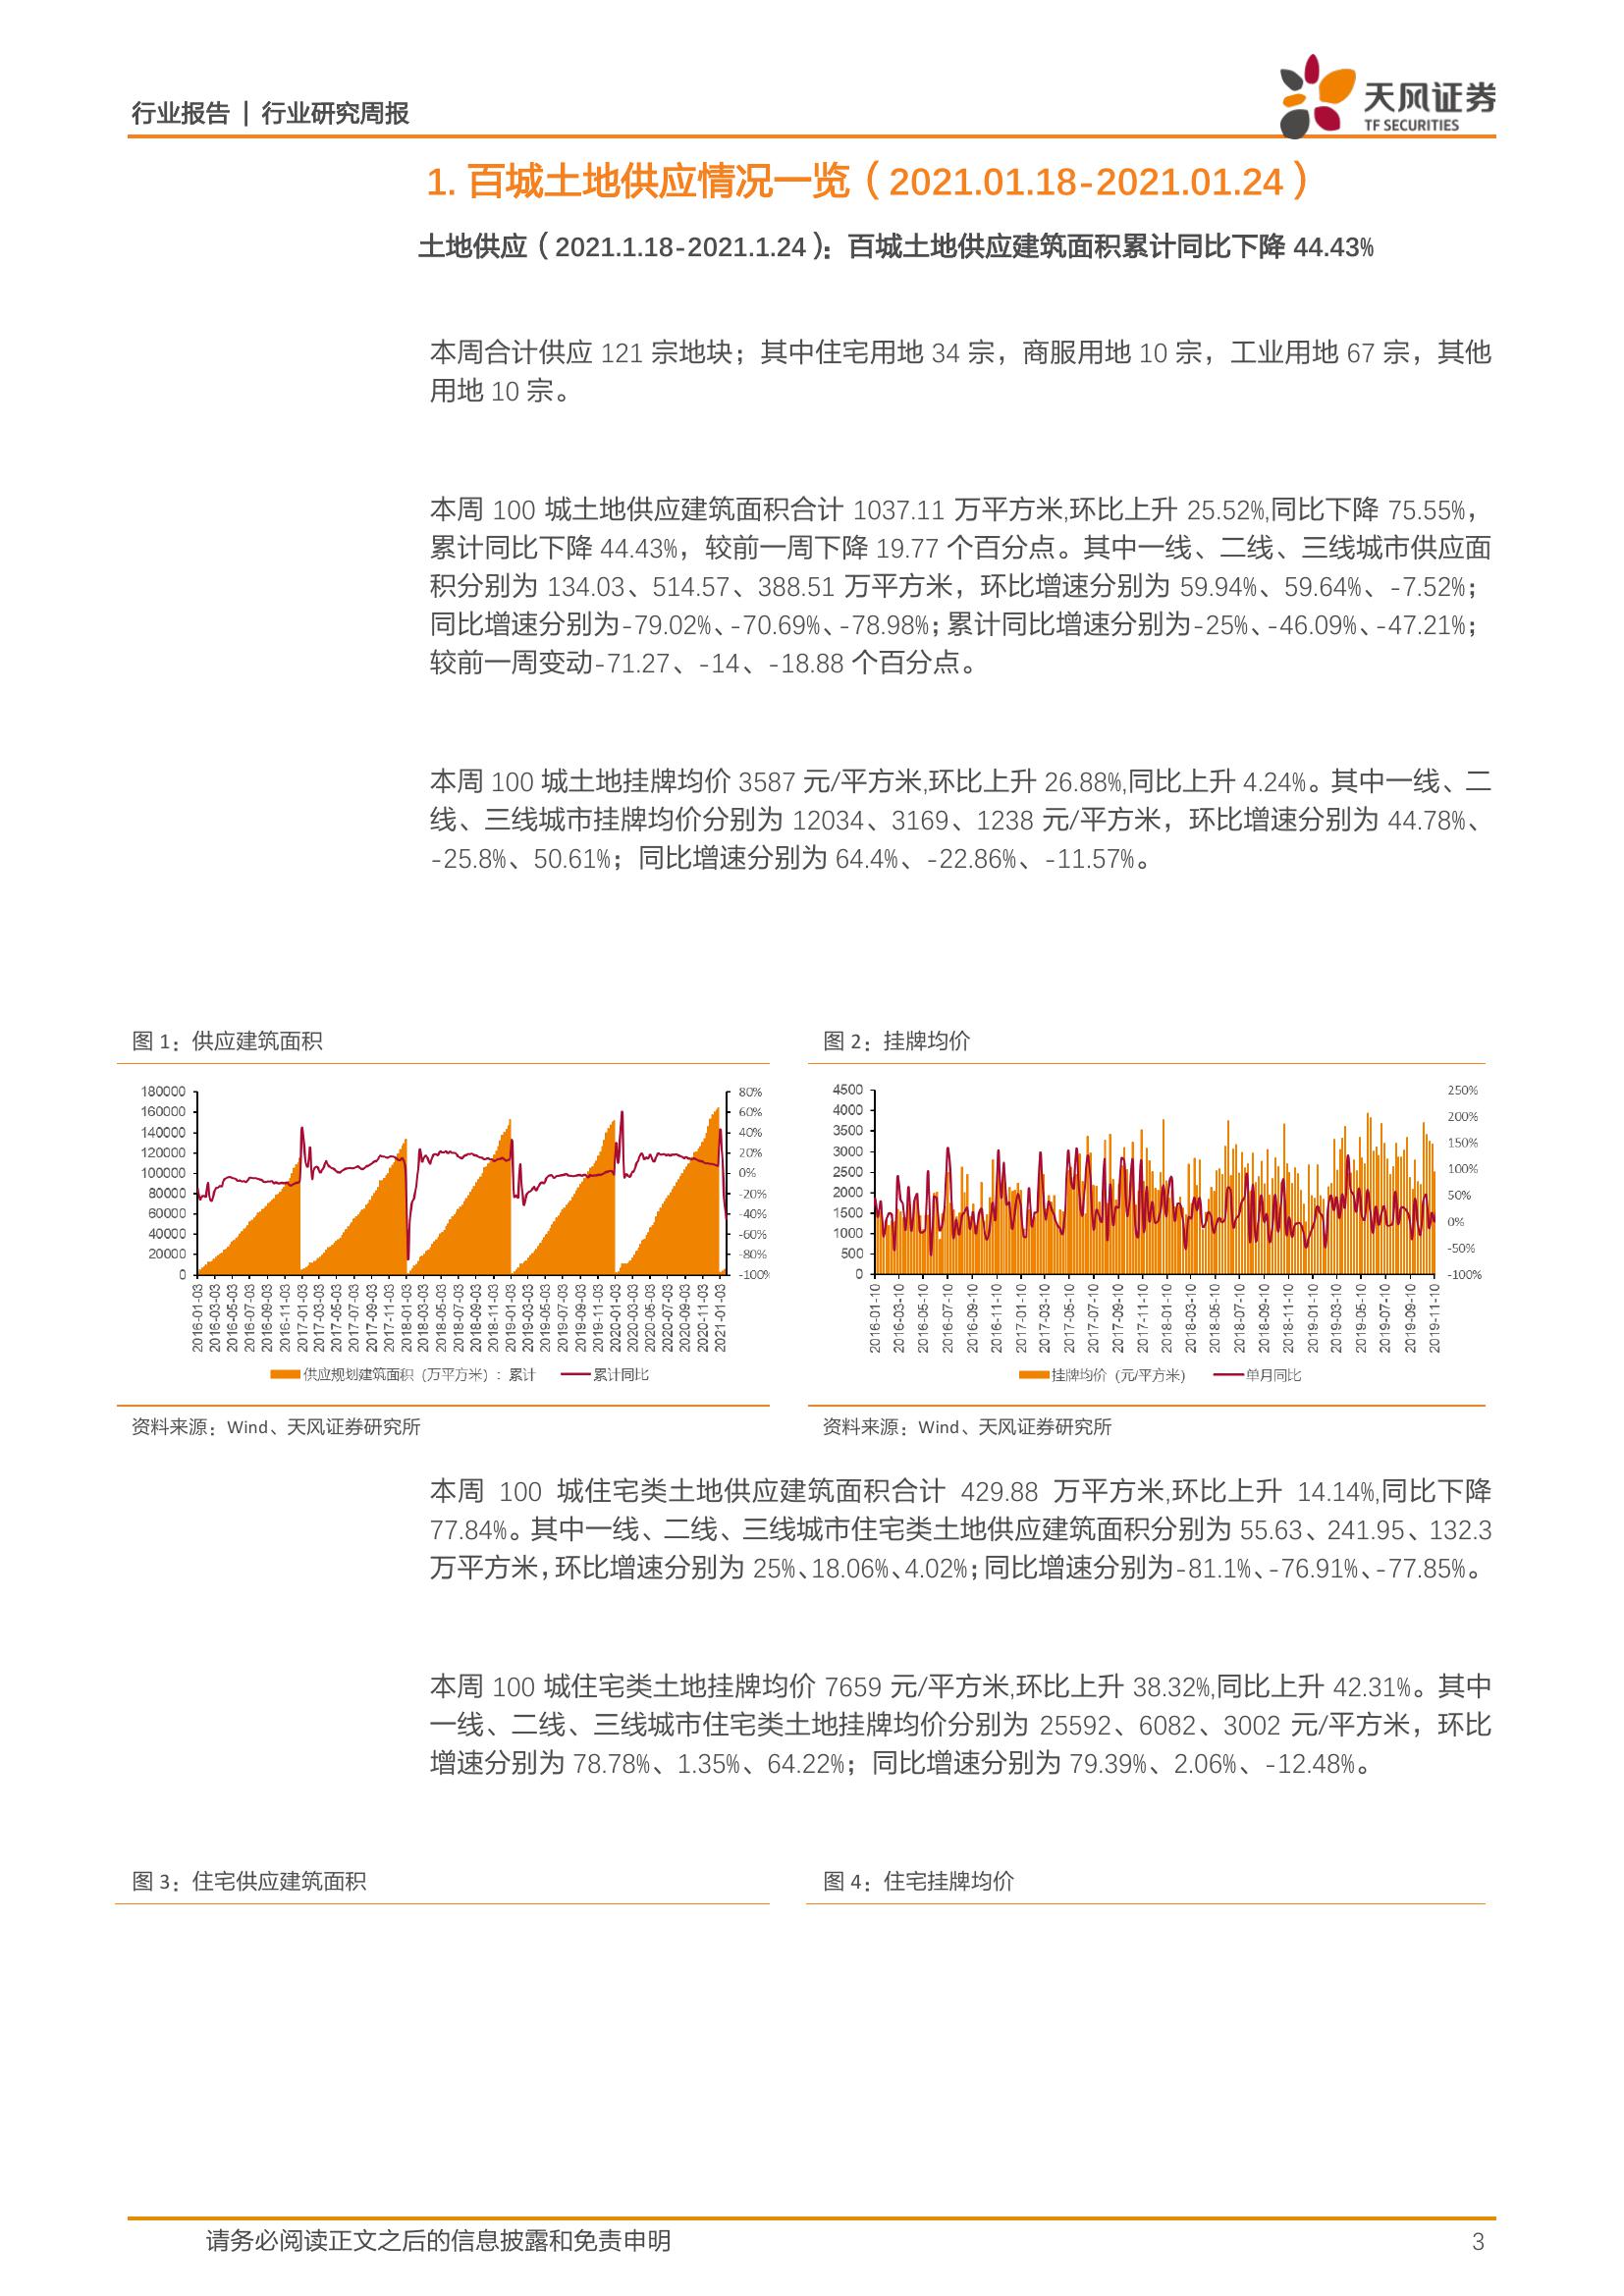 行业报告 | 行业研究周报
天风证券
TF SECURITIES
1. 百城土地供应情况一览（2021.01.18-2021.01.24）
土地供应（2021.1.18-2021.1.24）：百城土地供应建筑面积累计同比下降 44.43%
本周合计供应 121 宗地块；其中住宅用地 34 宗，商服用地 10 宗，工业用地 67 宗，其他
用地 10 宗。
本周 100 城土地供应建筑面积合计 1037.11 万平方米,环比上升 25.52%,同比下降 75.55%，
累计同比下降 44.43%，较前一周下降 19.77 个百分点。其中一线、二线、三线城市供应面
积分别为 134.03、514.57、388.51 万平方米，环比增速分别为 59.94%、59.64%、-7.52%；
同比增速分别为-79.02%、-70.69%、-78.98%；累计同比增速分别为-25%、-46.09%、-47.21%；
较前一周变动-71.27、-14、-18.88 个百分点。
本周 100 城土地挂牌均价 3587 元/平方米,环比上升 26.88%,同比上升 4.24%。其中一线、二
线、三线城市挂牌均价分别为 12034、3169、1238 元/平方米，环比增速分别为 44.78%、
-25.8%、50.61%；同比增速分别为 64.4%、-22.86%、-11.57%。
图 1：供应建筑面积
180000
160000
140000
120000
100000
80000
60000
40000
20000
0
80%
60%
40%
20%
0%
-20%
-40%
-60%
-80%
-100%
2016-01-03
2016-03-03
2016-05-03
2016-07-03
2016-09-03
2016-11-03
2017-01-03
2017-03-03
2017-05-03
2017-07-03
2017-09-03
2017-11-03
2018-01-03
2018-03-03
2018-05-03
2018-07-03
2018-09-03
2018-11-03
2019-01-03
2019-03-03
2019-05-03
2019-07-03
2019-09-03
2019-11-03
2020-01-03
2020-03-03
2020-05-03
2020-07-03
2020-09-03
2020-11-03
2021-01-03
供应规划建筑面积（万平方米）：累计
累计同比
资料来源：Wind、天风证券研究所
图 2：挂牌均价
4500
4000
3500
3000
2500
2000
1500
1000
500
0
250%
200%
150%
100%
50%
0%
-50%
-100%
2016-01-10
2016-03-10
2016-05-10
2016-07-10
2016-09-10
2016-11-10
2017-01-10
2017-03-10
2017-05-10
2017-07-10
2017-09-10
2017-11-10
2018-01-10
2018-03-10
2018-05-10
2018-07-10
2018-09-10
2018-11-10
2019-01-10
2019-03-10
2019-05-10
2019-07-10
2019-09-10
2019-11-10
挂牌均价（元/平方米）
单月同比
资料来源：Wind、天风证券研究所
本周 100 城住宅类土地供应建筑面积合计 429.88 万平方米,环比上升 14.14%,同比下降
77.84%。其中一线、二线、三线城市住宅类土地供应建筑面积分别为 55.63、241.95、132.3
万平方米，环比增速分别为 25%、18.06%、4.02%；同比增速分别为-81.1%、-76.91%、-77.85%。
本周 100 城住宅类土地挂牌均价 7659 元/平方米,环比上升 38.32%,同比上升 42.31%。其中
一线、二线、三线城市住宅类土地挂牌均价分别为 25592、6082、3002 元/平方米，环比
增速分别为 78.78%、1.35%、64.22%；同比增速分别为 79.39%、2.06%、-12.48%。
图 3：住宅供应建筑面积
图 4：住宅挂牌均价
请务必阅读正文之后的信息披露和免责申明
3